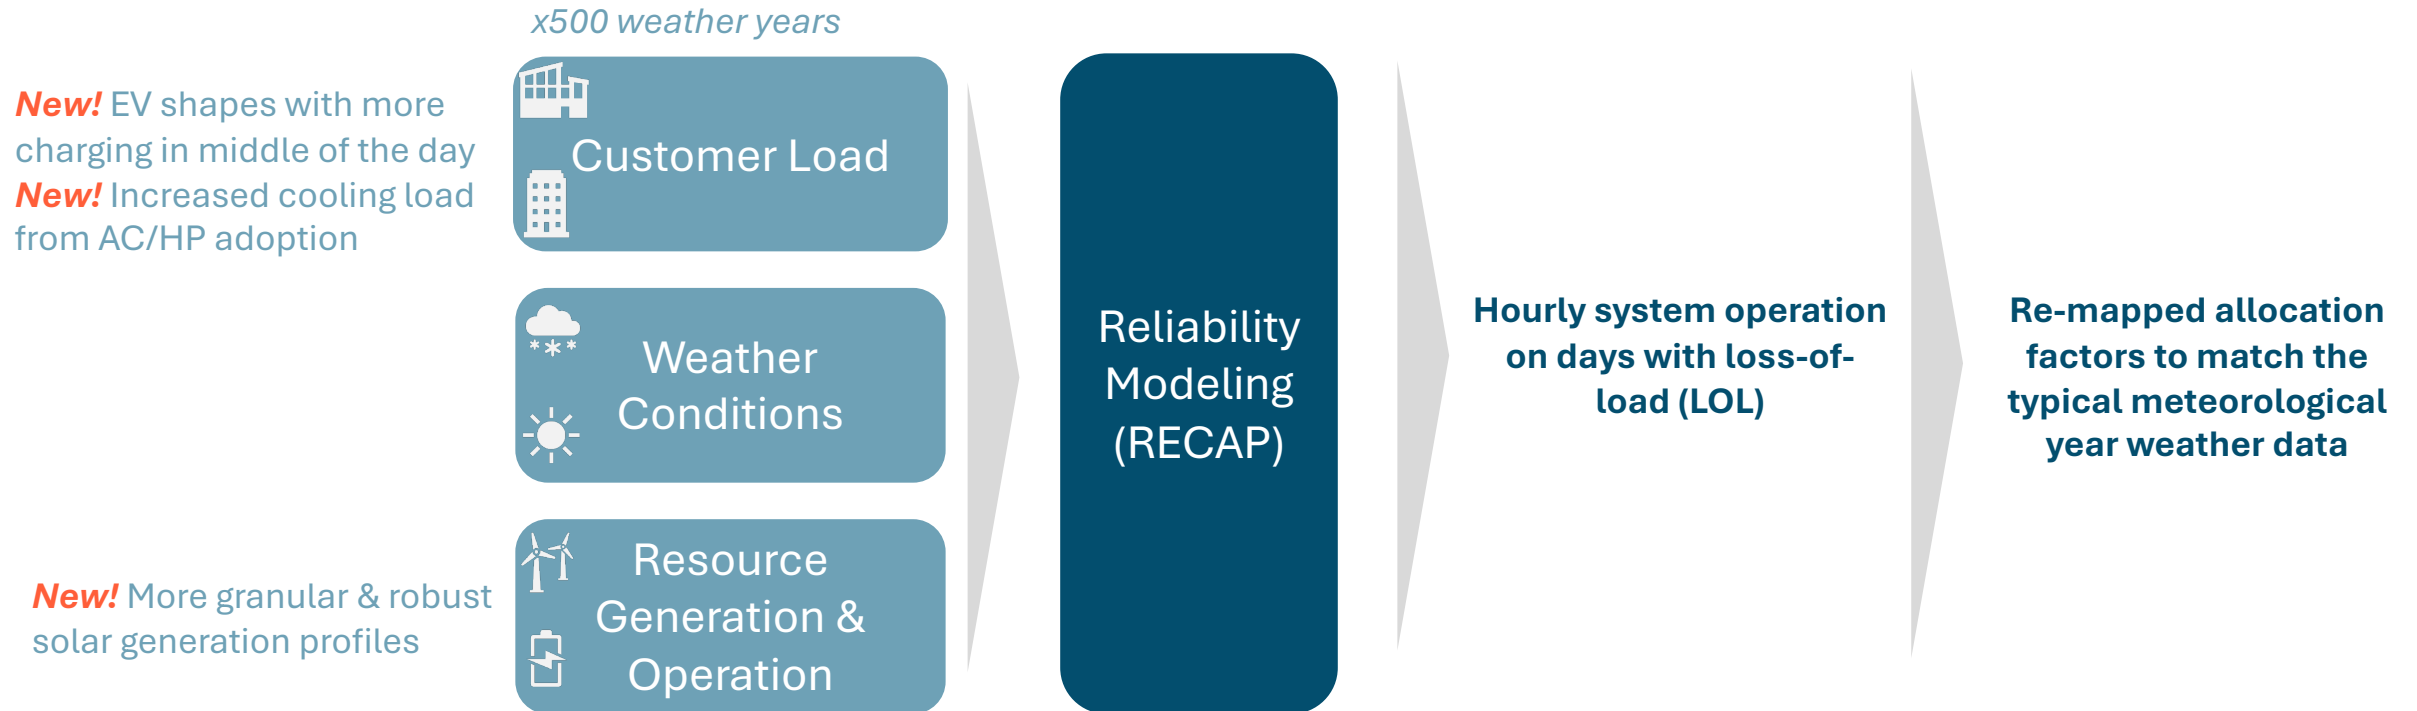 x500 weather years
New! EV shapes with more
charging in middle of the day
New! Increased cooling load
from AC/HP adoption
Customer Load
Weather
Conditions
New! More granular & robust
solar generation profiles
Resource
Generation &
Operation
Reliability
Modeling
(RECAP)
Hourly system operation
on days with loss-of-
load (LOL)
Re-mapped allocation
factors to match the
typical meteorological
year weather data